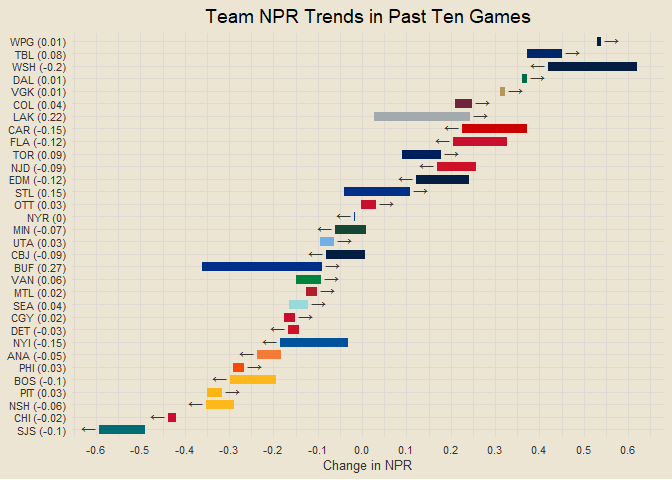 Team NPR Trends in Past Ten Games
WPG (0.01)
TBL (0.08)
WSH (-0.2)
DAL (0.01)
VGK (0.01)
COL (0.04)
LAK (0.22)
CAR (-0.15)
FLA (-0.12)
TOR (0.09)
NJD (-0.09)
EDM (-0.12)
STL (0.15)
OTT (0.03)
NYR (0)
MIN (-0.07)
UTA (0.03)
CBJ (-0.09)
BUF (0.27)
VAN (0.06)
MTL (0.02)
SEA (0.04)
CGY (0.02)
DET (-0.03)
NYI (-0.15)
ANA (-0.05)
PHI (0.03)
BOS (-0.1)
PIT (0.03)
NSH (-0.06)
CHI (-0.02)
SJS (-0.1)
-0.6 -0.5 -0.4 -0.3 -0.2 -0.1 0.0 0.1 0.2 0.3 0.4 0.5 0.6
Change in NPR